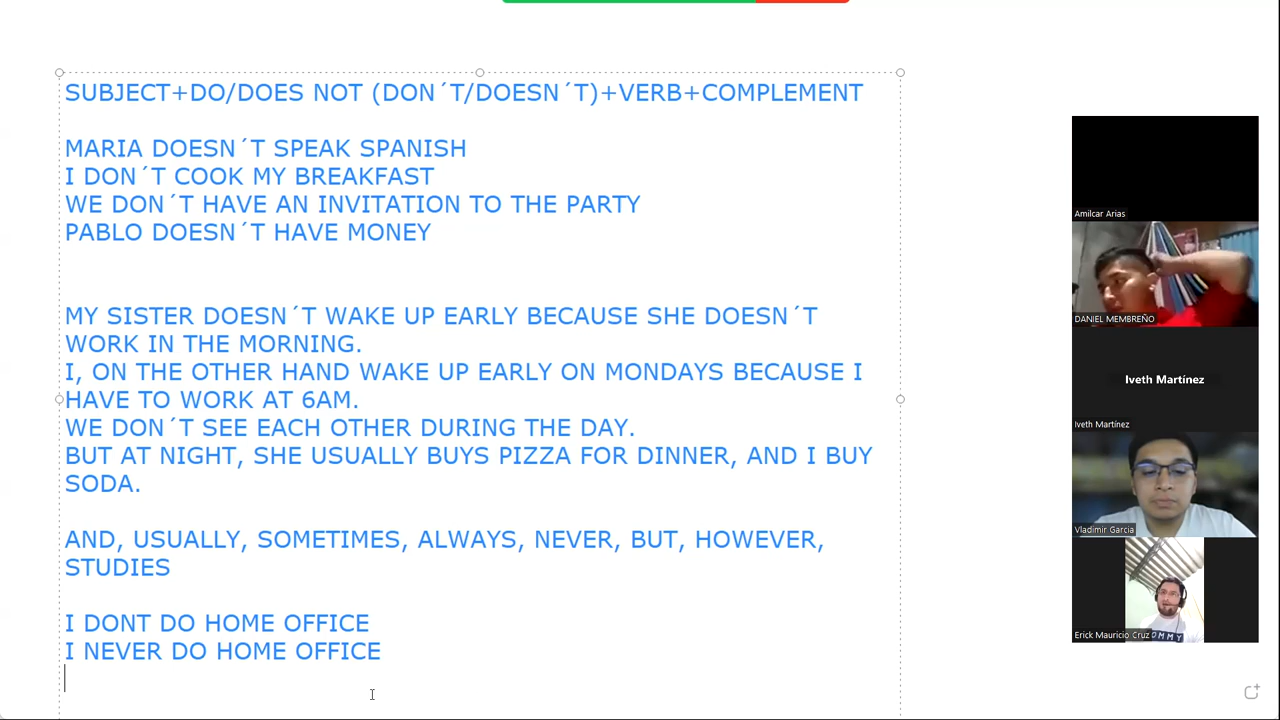 SUBJECT+DO/DOES NOT (DON´T/DOESN´T)+VERB+COMPLEMENT
MARIA DOESN´T SPEAK SPANISH
I DON´T COOK MY BREAKFAST
WE DON´T HAVE AN INVITATION TO THE PARTY
PABLO DOESN´T HAVE MONEY
MY SISTER DOESN´T WAKE UP EARLY BECAUSE SHE DOESN´T
WORK IN THE MORNING.
I, ON THE OTHER HAND WAKE UP EARLY ON MONDAYS BECAUSE I
HAVE TO WORK AT 6AM.
WE DON´T SEE EACH OTHER DURING THE DAY.
BUT AT NIGHT, SHE USUALLY BUYS PIZZA FOR DINNER, AND I BUY
SODA.
AND, USUALLY, SOMETIMES, ALWAYS, NEVER, BUT, HOWEVER,
STUDIES
I DONT DO HOME OFFICE
I NEVER DO HOME OFFICE
Amilcar Arias
DANIEL MEMBREÑO
Iveth Martínez
Iveth Martínez
Vladimir Garcia
Erick Mauricio Cruz